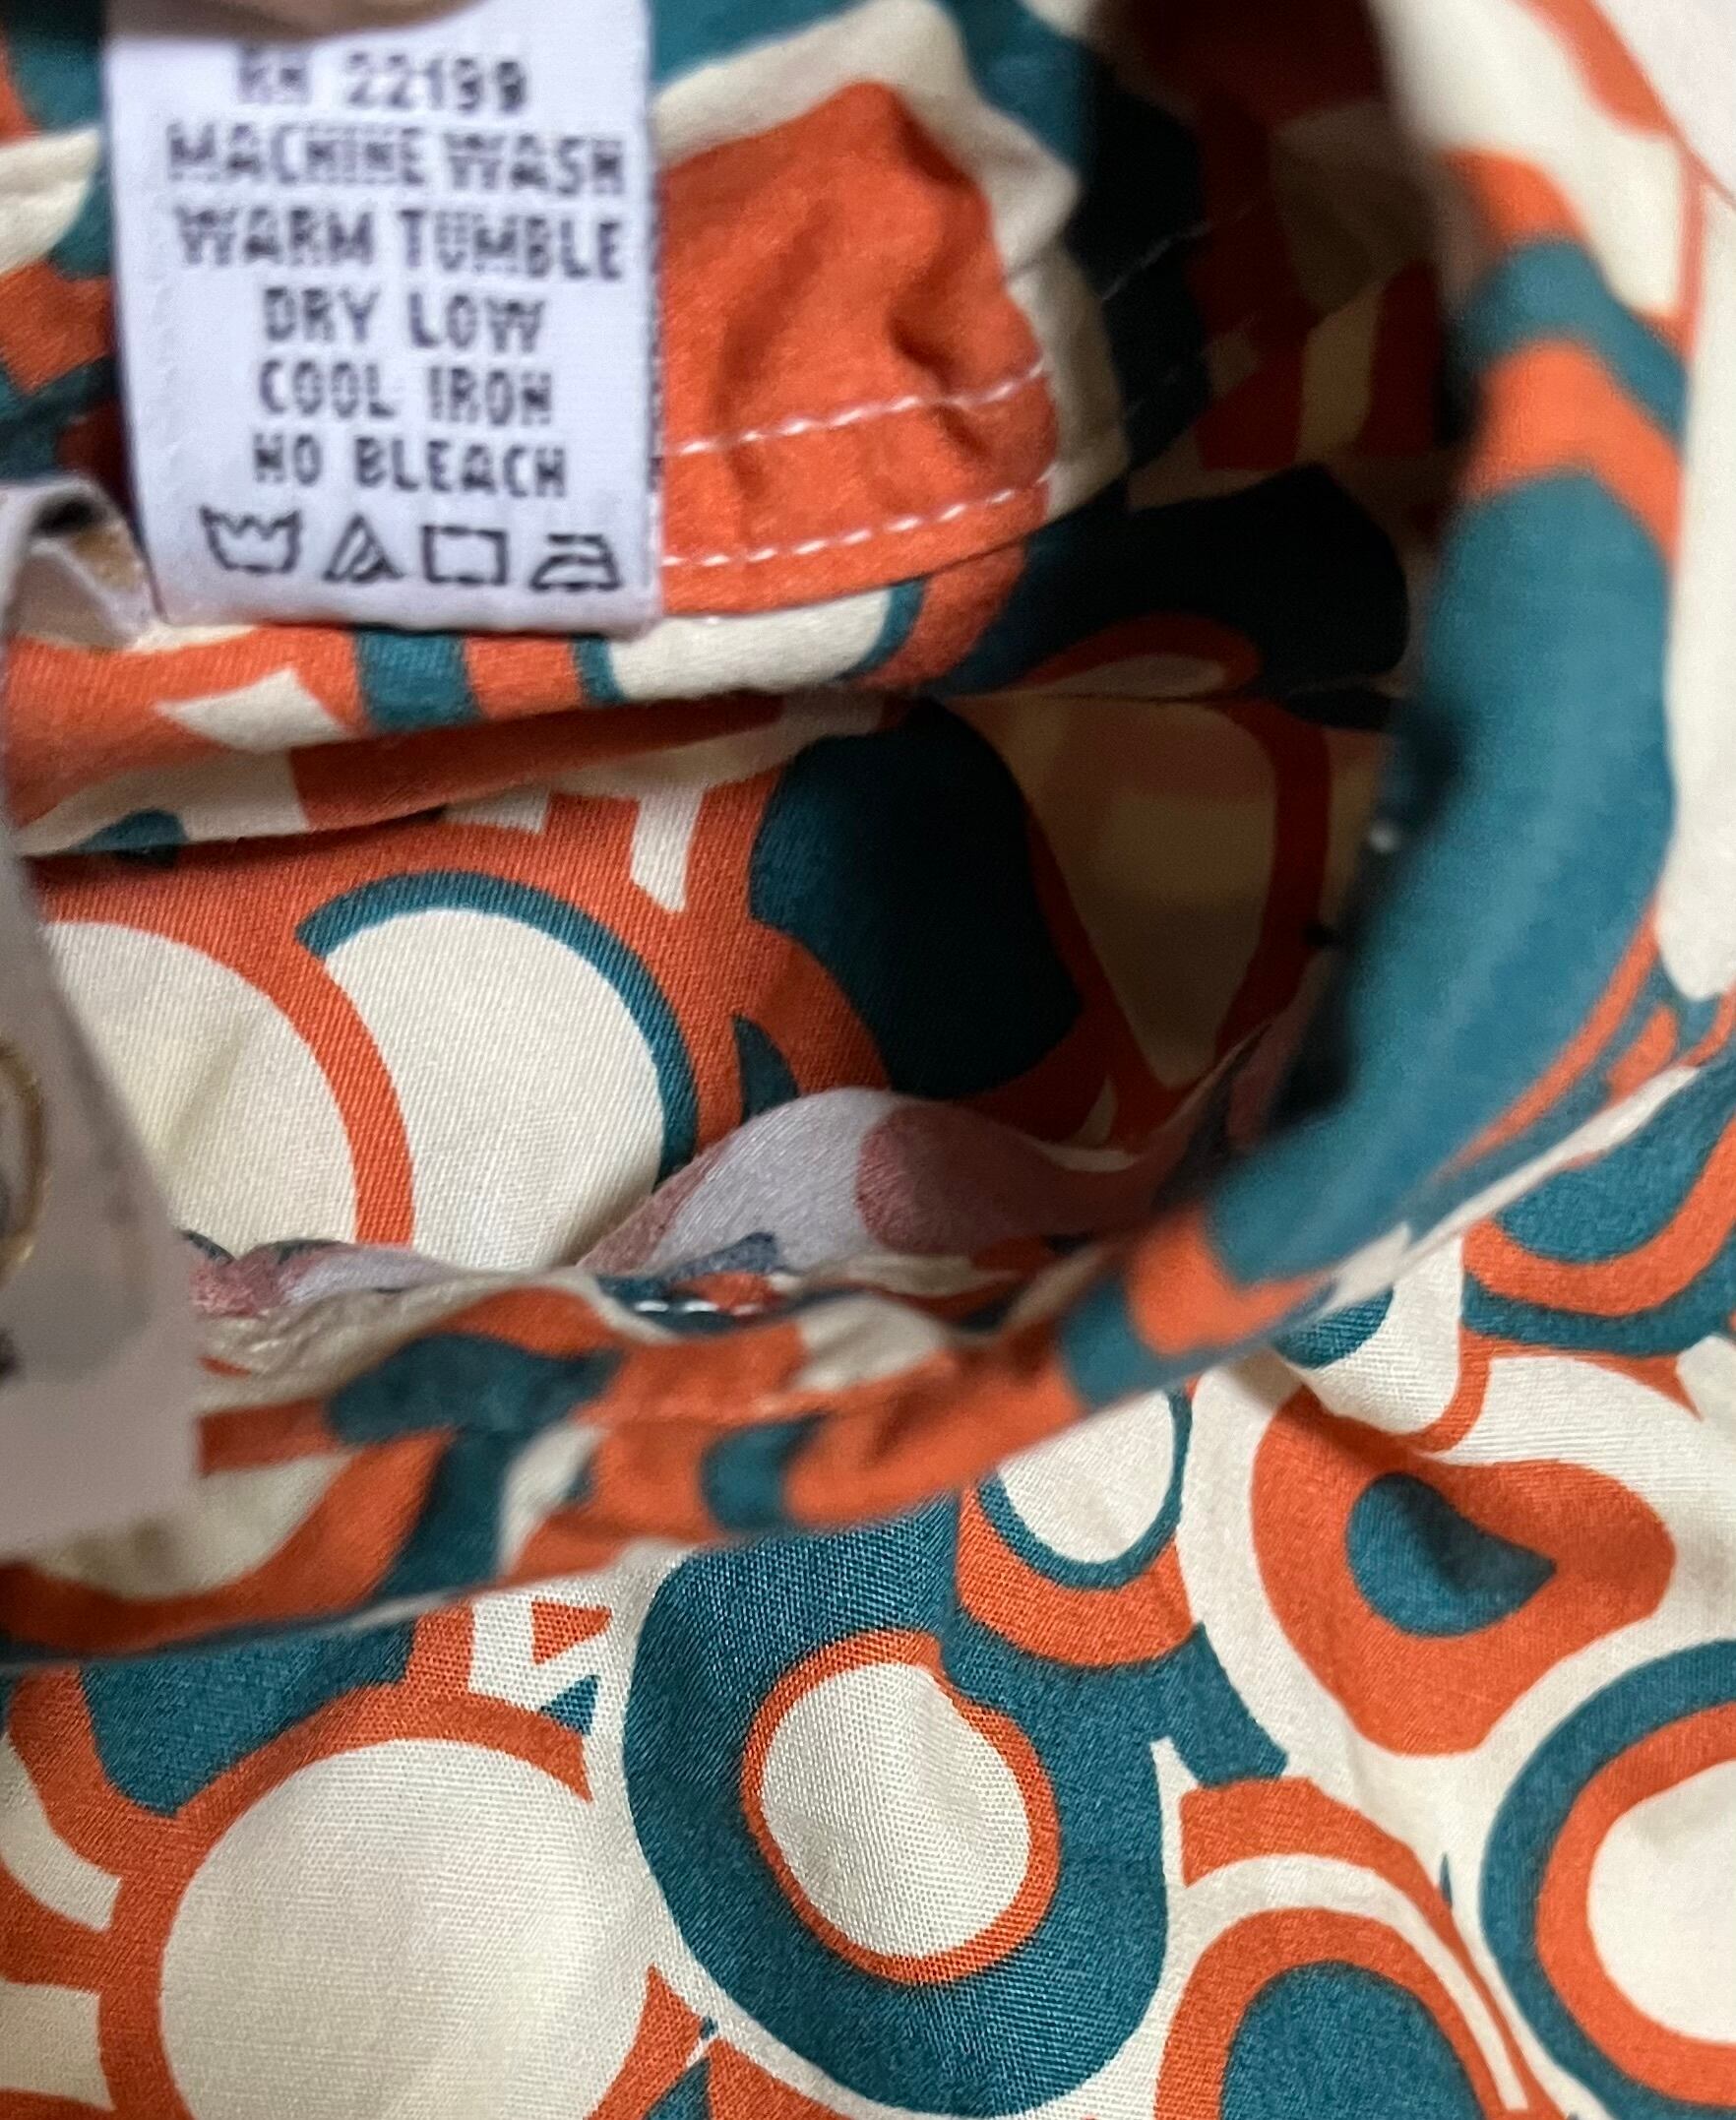 RN 22199
MACHINE WASH
WARM TUMBLE
DRY LOW
COOL IRON
NO BLEACH